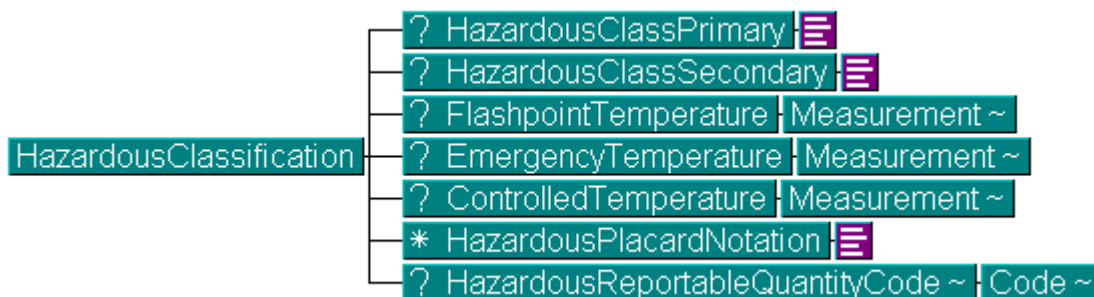 ? HazardousClassPrimary
? HazardousClassSecondary
? FlashpointTemperature Measurement ~
HazardousClassification ? EmergencyTemperature Measurement ~
? ControlledTemperature Measurement ~
* HazardousPlacardNotation
? HazardousReportableQuantityCode ~ Code ~